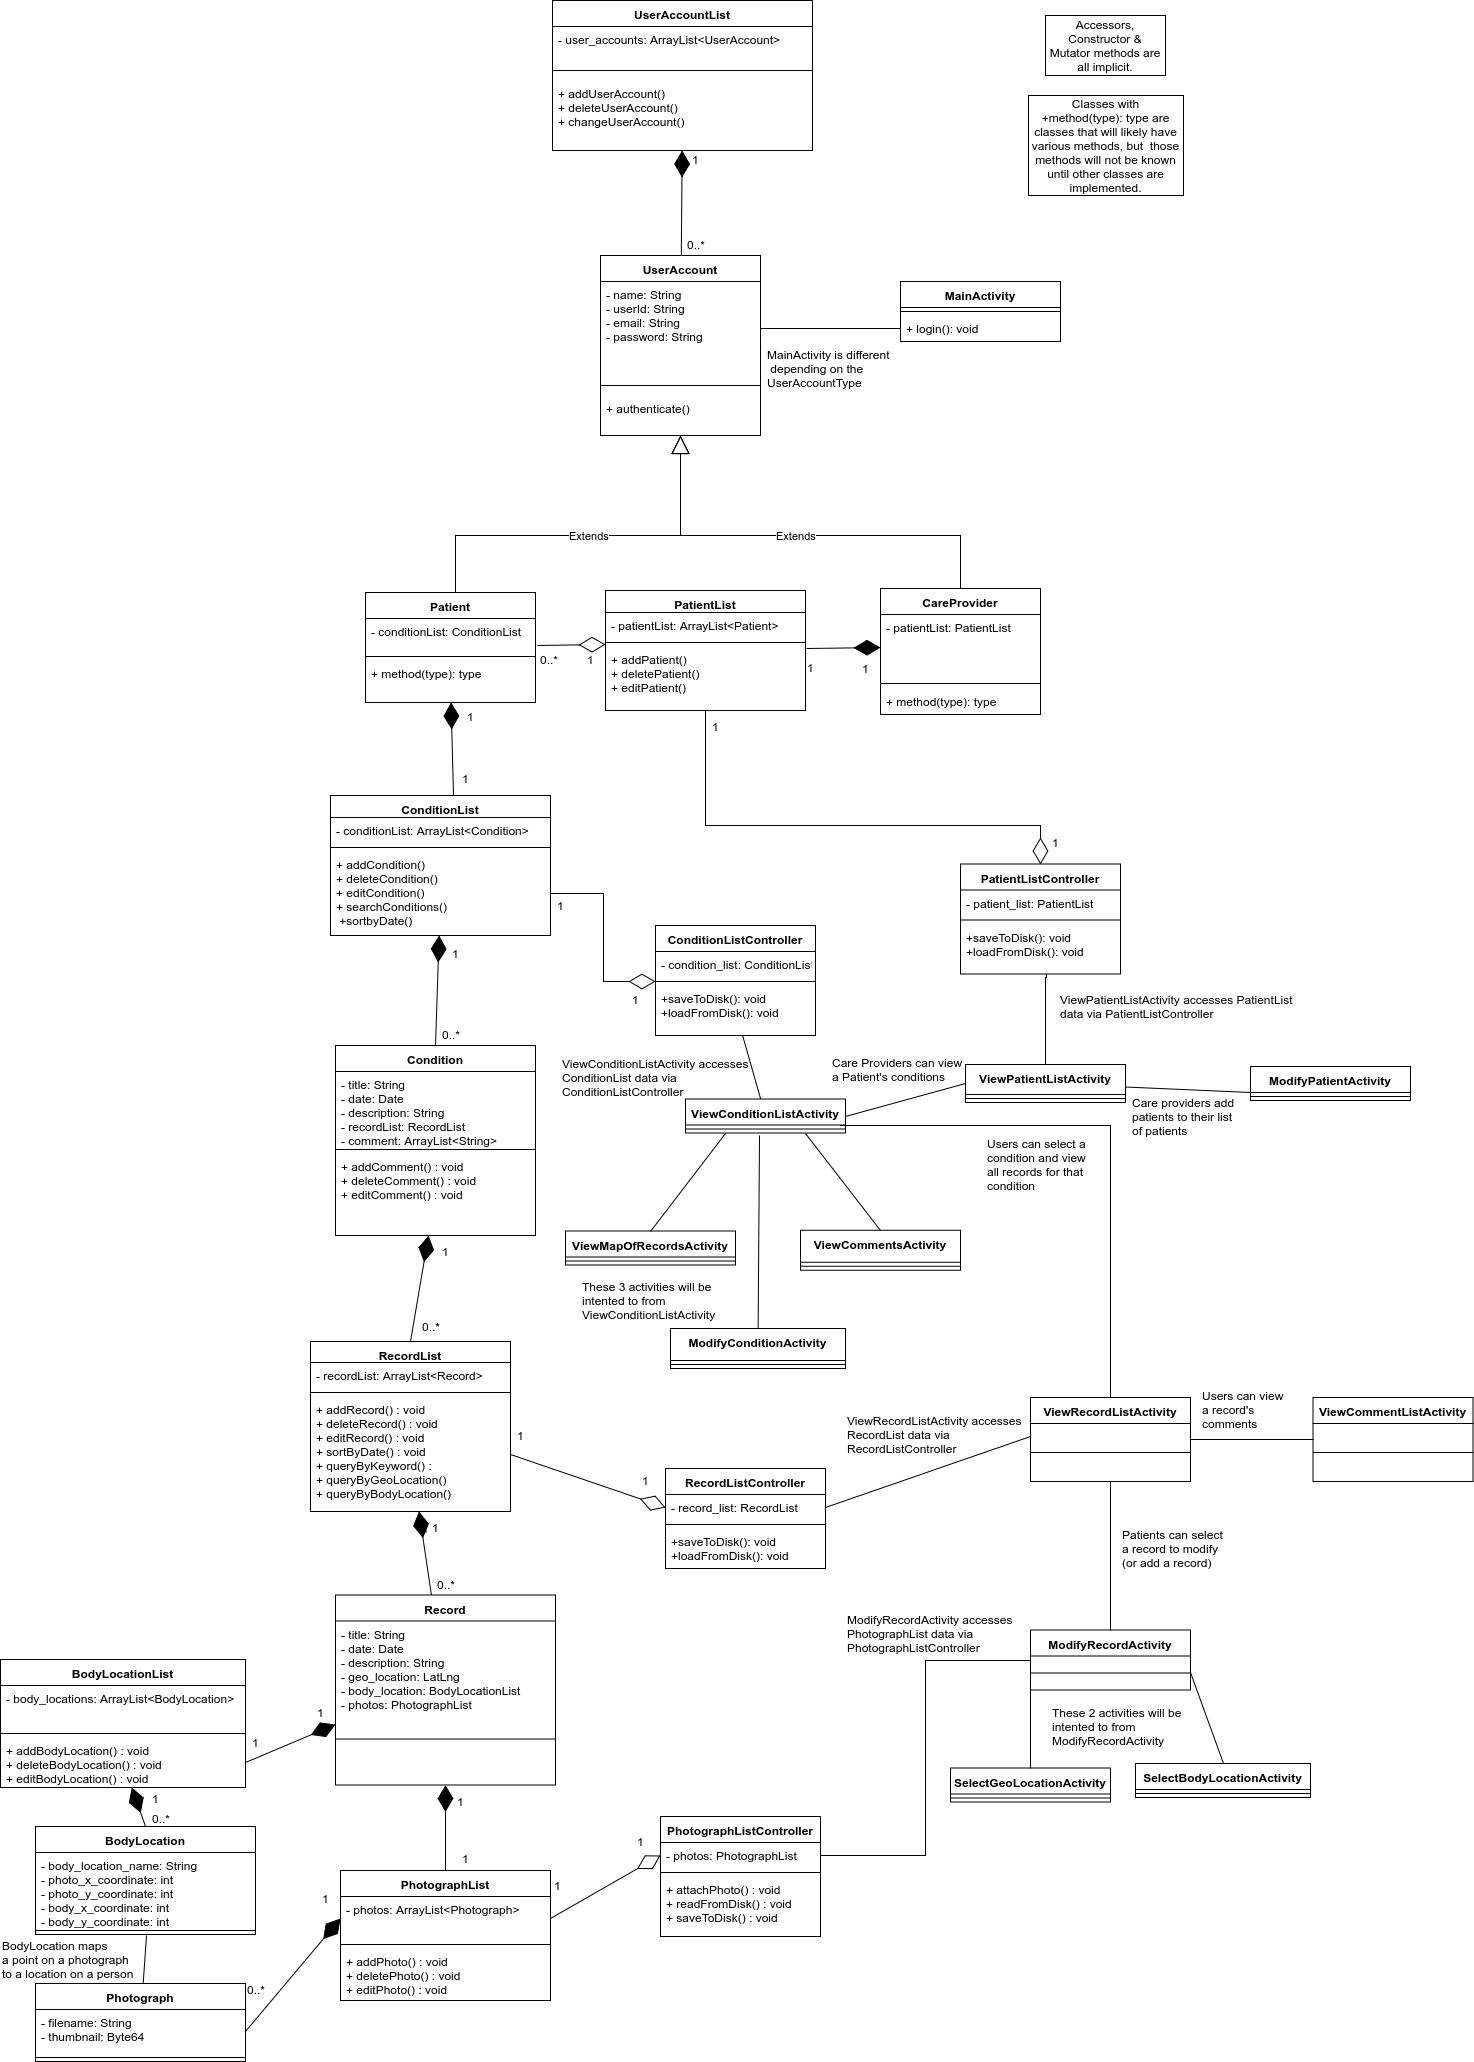 UserAccountList
- user_accounts: ArrayList<UserAccount>
+ addUserAccount()
+ deleteUserAccount()
+ changeUserAccount()
Accessors,
Constructor &
Mutator methods are
all implicit.
Classes with
+method(type): type are
classes that will likely have
various methods, but those
methods will not be known
until other classes are
implemented.
1
0..*
UserAccount
- name: String
- userId: String
- email: String
- password: String
+ authenticate()
MainActivity
+ login(): void
MainActivity is different
depending on the
UserAccountType
Extends
Extends
Patient
- conditionList: ConditionList
+ method(type): type
0..*
1
PatientList
- patientList: ArrayList<Patient>
+ addPatient()
+ deletePatient()
+ editPatient()
1
1
CareProvider
- patientList: PatientList
+ method(type): type
1
1
1
1
ConditionList
- conditionList: ArrayList<Condition>
+ addCondition()
+ deleteCondition()
+ editCondition()
+ searchConditions()
+sortbyDate()
1
1
PatientListController
- patient_list: PatientList
+saveToDisk(): void
+loadFromDisk(): void
ConditionListController
- condition_list: ConditionList
+saveToDisk(): void
+loadFromDisk(): void
1
0..*
ViewPatientListActivity accesses PatientList
data via PatientListController
ViewConditionListActivity accesses
ConditionList data via
ConditionListController
Care Providers can view
a Patient's conditions
ViewPatientListActivity
ModifyPatientActivity
Care providers add
patients to their list
of patients
Condition
- title: String
- date: Date
- description: String
- recordList: RecordList
- comment: ArrayList<String>
+ addComment() : void
+ deleteComment() : void
+ editComment() : void
ViewConditionListActivity
Users can select a
condition and view
all records for that
condition
ViewMapOfRecordsActivity
ViewCommentsActivity
These 3 activities will be
intented to from
ViewConditionListActivity
ModifyConditionActivity
1
0..*
RecordList
- recordList: ArrayList<Record>
+ addRecord() : void
+ deleteRecord() : void
+ editRecord() : void
+ sortByDate() : void
+ queryByKeyword() :
+ queryByGeoLocation()
+ queryByBodyLocation()
1
1
RecordListController
- record_list: RecordList
+saveToDisk(): void
+loadFromDisk(): void
ViewRecordListActivity accesses
RecordList data via
RecordListController
ViewRecordListActivity
Users can view
a record's
comments
ViewCommentListActivity
Patients can select
a record to modify
(or add a record)
1
0..*
Record
- title: String
- date: Date
- description: String
- geo_location: LatLng
- body_location: BodyLocationList
- photos: PhotographList
ModifyRecordActivity accesses
PhotographList data via
PhotographListController
ModifyRecordActivity
These 2 activities will be
intented to from
ModifyRecordActivity
SelectGeoLocationActivity
SelectBodyLocationActivity
BodyLocationList
- body_locations: ArrayList<BodyLocation>
+ addBodyLocation() : void
+ deleteBodyLocation() : void
+ editBodyLocation() : void
1
1
1
0..*
BodyLocation
- body_location_name: String
- photo_x_coordinate: int
- photo_y_coordinate: int
- body_x_coordinate: int
- body_y_coordinate: int
1
1
PhotographList
- photos: ArrayList<Photograph>
+ addPhoto() : void
+ deletePhoto() : void
+ editPhoto() : void
1
1
PhotographListController
- photos: PhotographList
+ attachPhoto() : void
+ readFromDisk() : void
+ saveToDisk() : void
1
0..*
BodyLocation maps
a point on a photograph
to a location on a person
Photograph
- filename: String
- thumbnail: Byte64